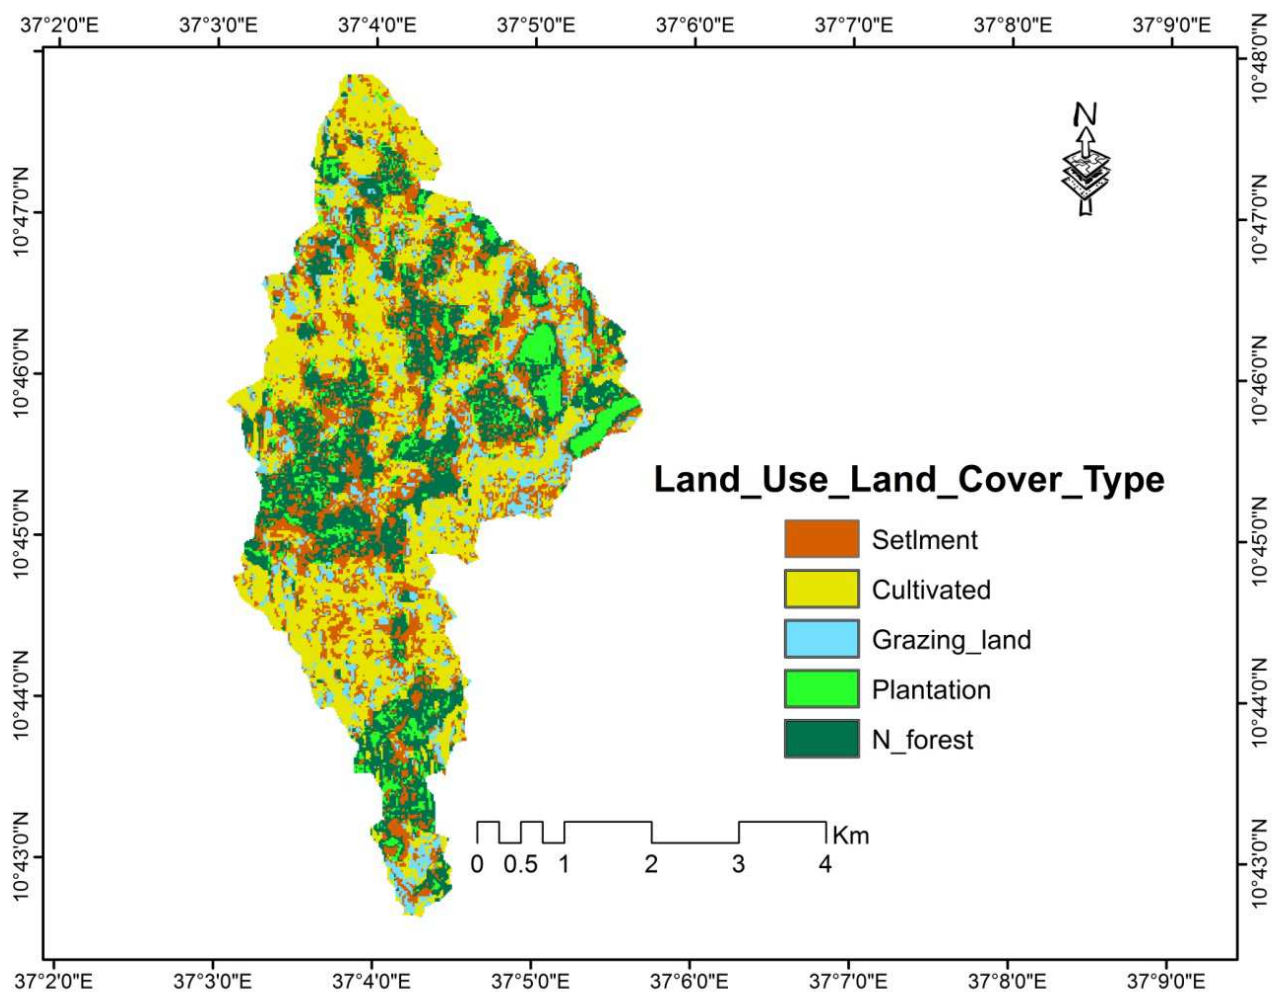 37°2'0"E 37°3'0"E 37°4'0"E 37°5'0"E 37°6'0"E 37°7'0"E 37°8'0"E 37°9'0"E
10°48'0"N
N
10°47'0"N 10°47'0"N
10°46'0"N 10°46'0"N
Land_Use_Land_Cover_Type
10°45'0"N 10°45'0"N
Setlment
Cultivated
Grazing_land
Plantation
N_forest
10°44'0"N 10°44'0"N
10°43'0"N 10°43'0"N
Km
0 0.5 1 2 3 4
37°2'0"E 37°3'0"E 37°4'0"E 37°5'0"E 37°6'0"E 37°7'0"E 37°8'0"E 37°9'0"E